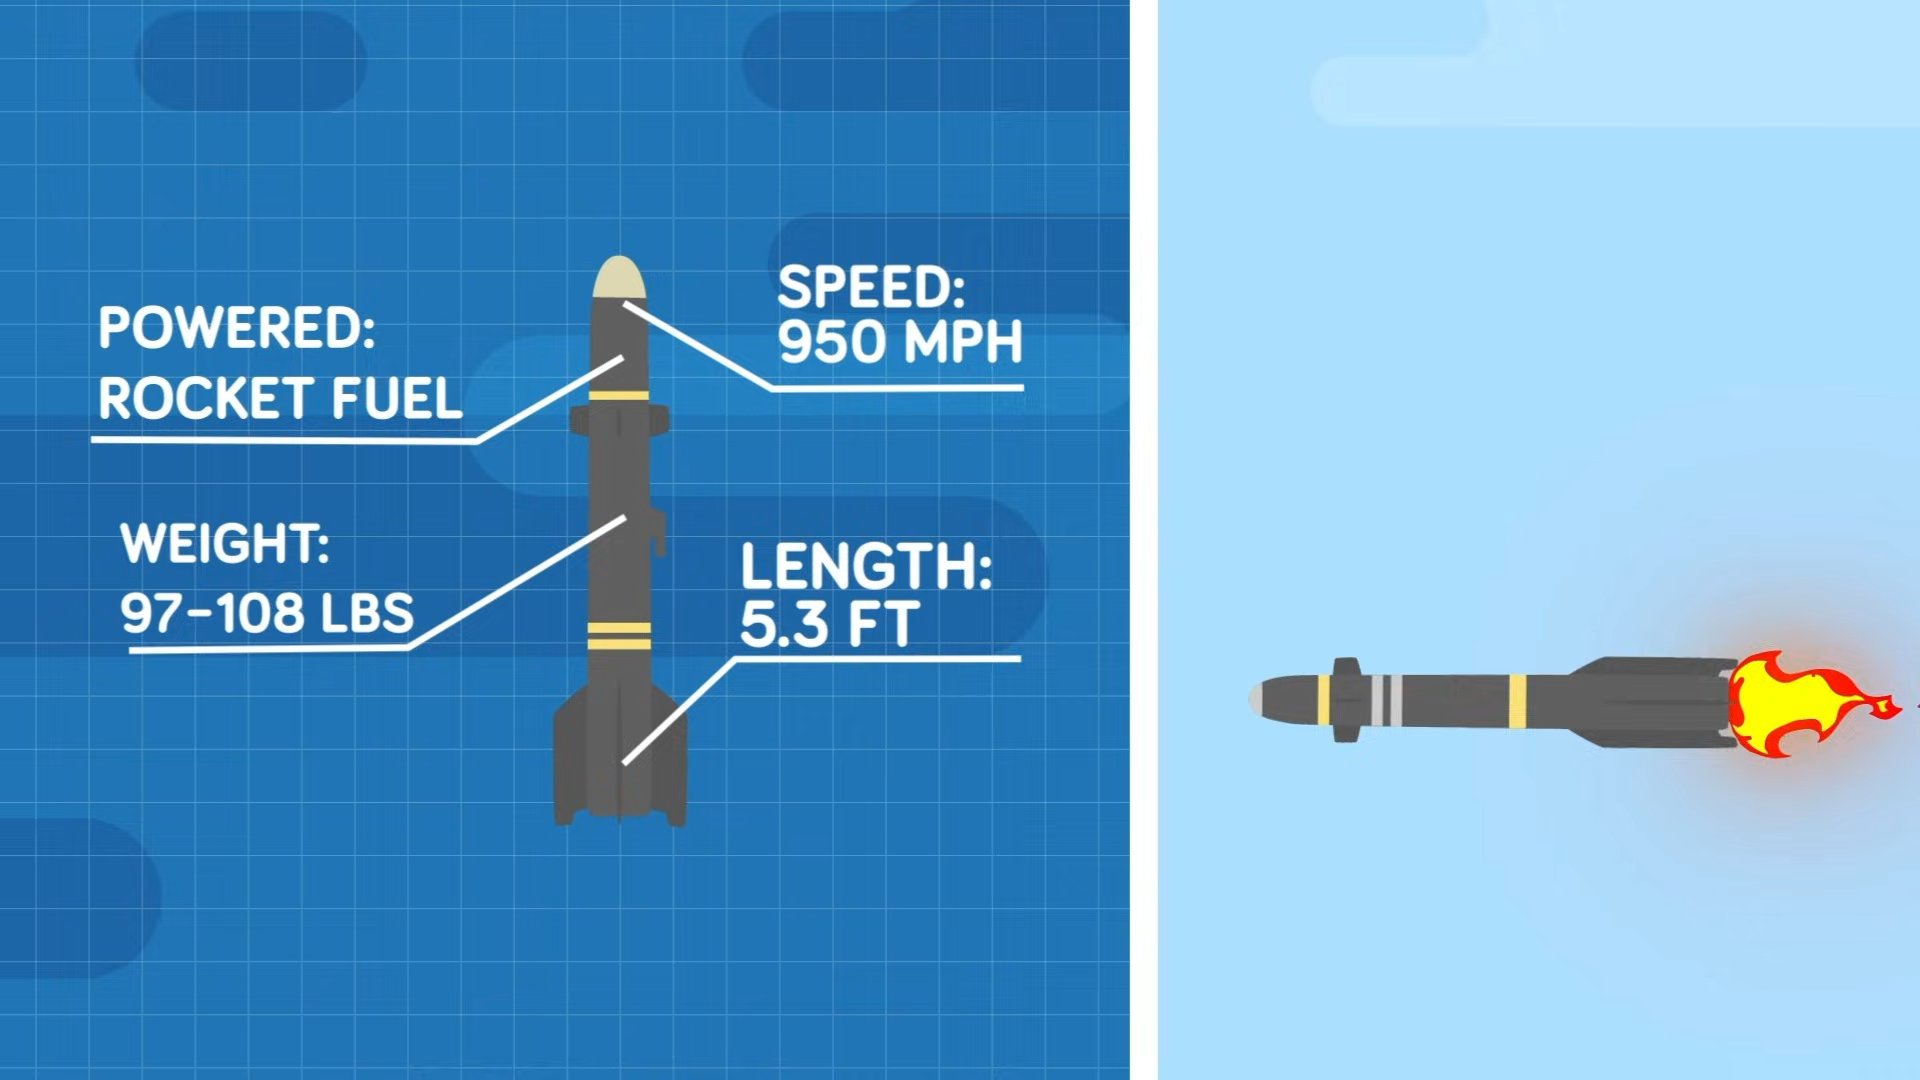 POWERED:
ROCKET FUEL
SPEED:
950 MPH
WEIGHT:
97-108 LBS
LENGTH:
5.3 FT